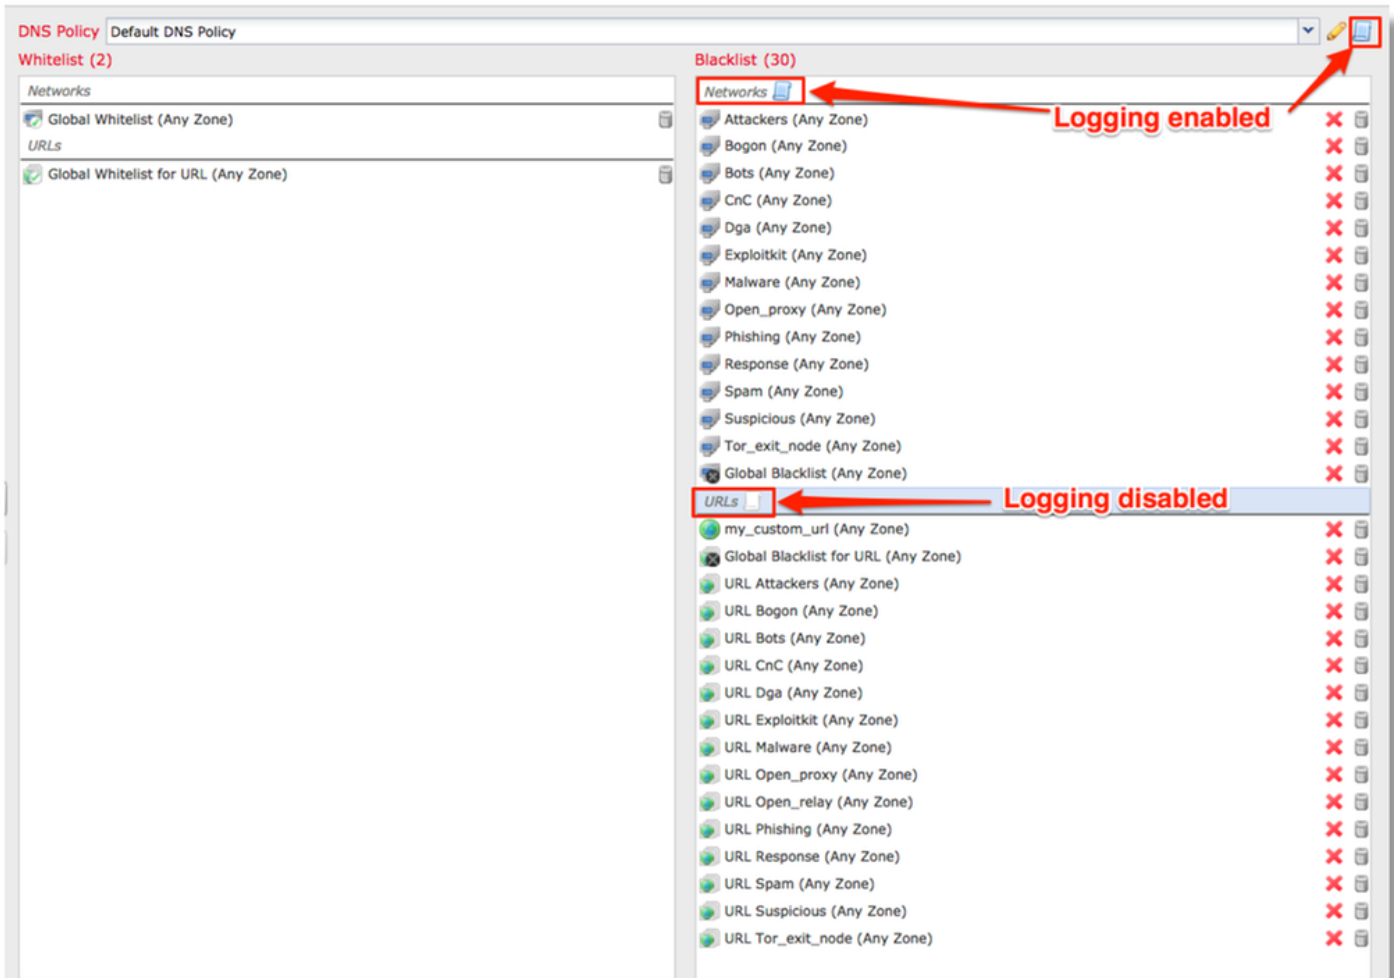 DNS Policy Default DNS Policy
Whitelist (2)
Networks
Global Whitelist (Any Zone)
URLs
Global Whitelist for URL (Any Zone)
Blacklist (30)
Networks
Logging enabled
Attackers (Any Zone)
Bogon (Any Zone)
Bots (Any Zone)
CnC (Any Zone)
Dga (Any Zone)
Exploitkit (Any Zone)
Malware (Any Zone)
Open_proxy (Any Zone)
Phishing (Any Zone)
Response (Any Zone)
Spam (Any Zone)
Suspicious (Any Zone)
Tor_exit_node (Any Zone)
Global Blacklist (Any Zone)
URLs
Logging disabled
my_custom_url (Any Zone)
Global Blacklist for URL (Any Zone)
URL Attackers (Any Zone)
URL Bogon (Any Zone)
URL Bots (Any Zone)
URL CnC (Any Zone)
URL Dga (Any Zone)
URL Exploitkit (Any Zone)
URL Malware (Any Zone)
URL Open_proxy (Any Zone)
URL Open_relay (Any Zone)
URL Phishing (Any Zone)
URL Response (Any Zone)
URL Spam (Any Zone)
URL Suspicious (Any Zone)
URL Tor_exit_node (Any Zone)